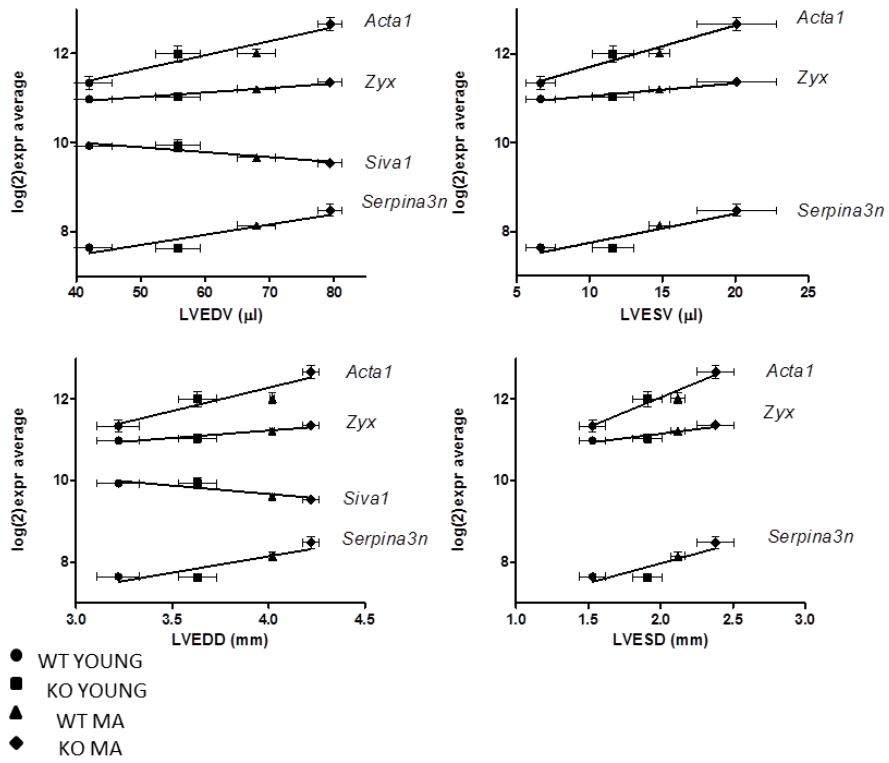 log(2)expr average
12
10
8
Acta1
Zyx
Siva1
Serpina3n
40 50 60 70 80
LVEDV (µl)
log(2)expr average
12
10
8
Acta1
Zyx
Serpina3n
5 10 15 20 25
LVESV (µl)
log(2)expr average
12
10
8
Acta1
Zyx
Siva1
Serpina3n
3.0 3.5 4.0 4.5
LVEDD (mm)
log(2)expr average
12
10
8
Acta1
Zyx
Serpina3n
1.0 1.5 2.0 2.5 3.0
LVESD (mm)
WT YOUNG
KO YOUNG
WT MA
KO MA